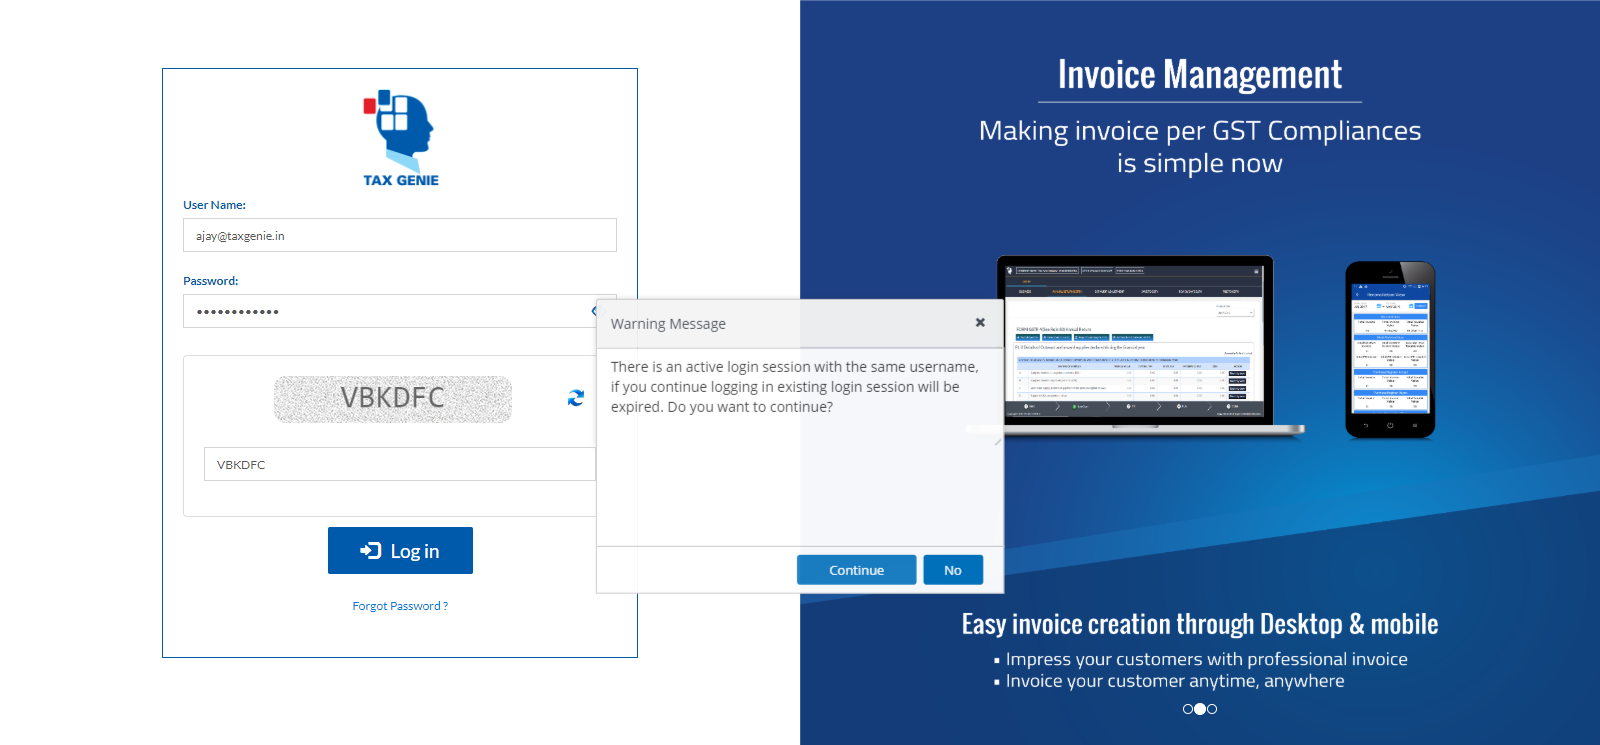 TAX GENIE
User Name:
ajay@taxgenie.in
Password:
••••••••••••
VBKDFC
VBKDFC
Log in
Forgot Password ?
Warning Message
There is an active login session with the same username,
if you continue logging in existing login session will be
expired. Do you want to continue?
Continue
No
Invoice Management
Making invoice per GST Compliances
is simple now
Easy invoice creation through Desktop & mobile
▪ Impress your customers with professional invoice
▪ Invoice your customer anytime, anywhere